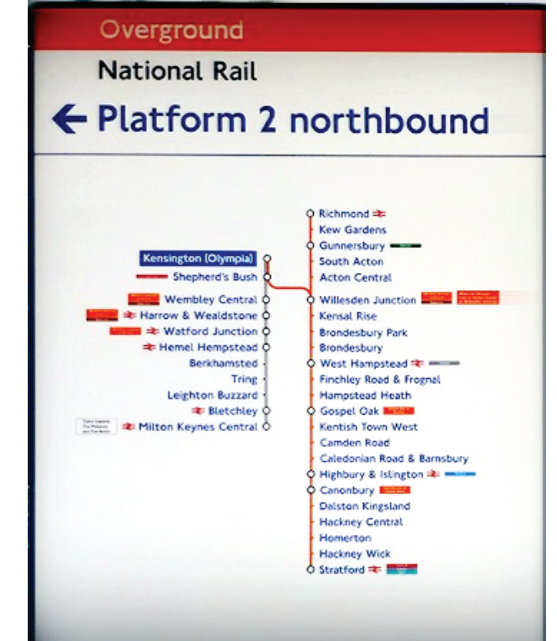 Overground
National Rail
← Platform 2 northbound
Kensington (Olympia)
Shepherd's Bush
Wembley Central
Harrow & Wealdstone
Watford Junction
Hemel Hempstead
Berkhamsted
Tring
Leighton Buzzard
Bletchley
Milton Keynes Central
Richmond
Kew Gardens
Gunnersbury
South Acton
Acton Central
Willesden Junction
Kensal Rise
Brondesbury Park
Brondesbury
West Hampstead
Finchley Road & Frognal
Hampstead Heath
Gospel Oak
Kentish Town West
Camden Road
Caledonian Road & Barnsbury
Highbury & Islington
Canonbury
Dalston Kingsland
Hackney Central
Homerton
Hackney Wick
Stratford